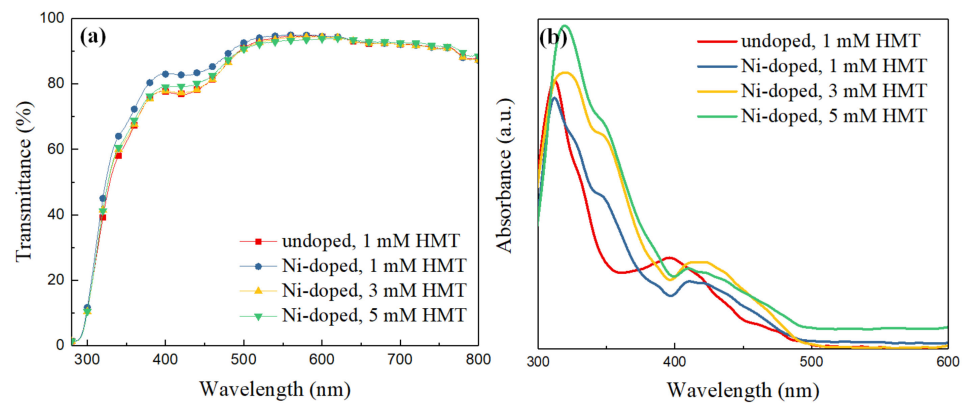 (a)
100
80
60
40
20
0
Transmittance (%)
undoped, 1 mM HMT
Ni-doped, 1 mM HMT
Ni-doped, 3 mM HMT
Ni-doped, 5 mM HMT
300 400 500 600 700 800
Wavelength (nm)
(b)
Absorbance (a.u.)
undoped, 1 mM HMT
Ni-doped, 1 mM HMT
Ni-doped, 3 mM HMT
Ni-doped, 5 mM HMT
300 400 500 600
Wavelength (nm)